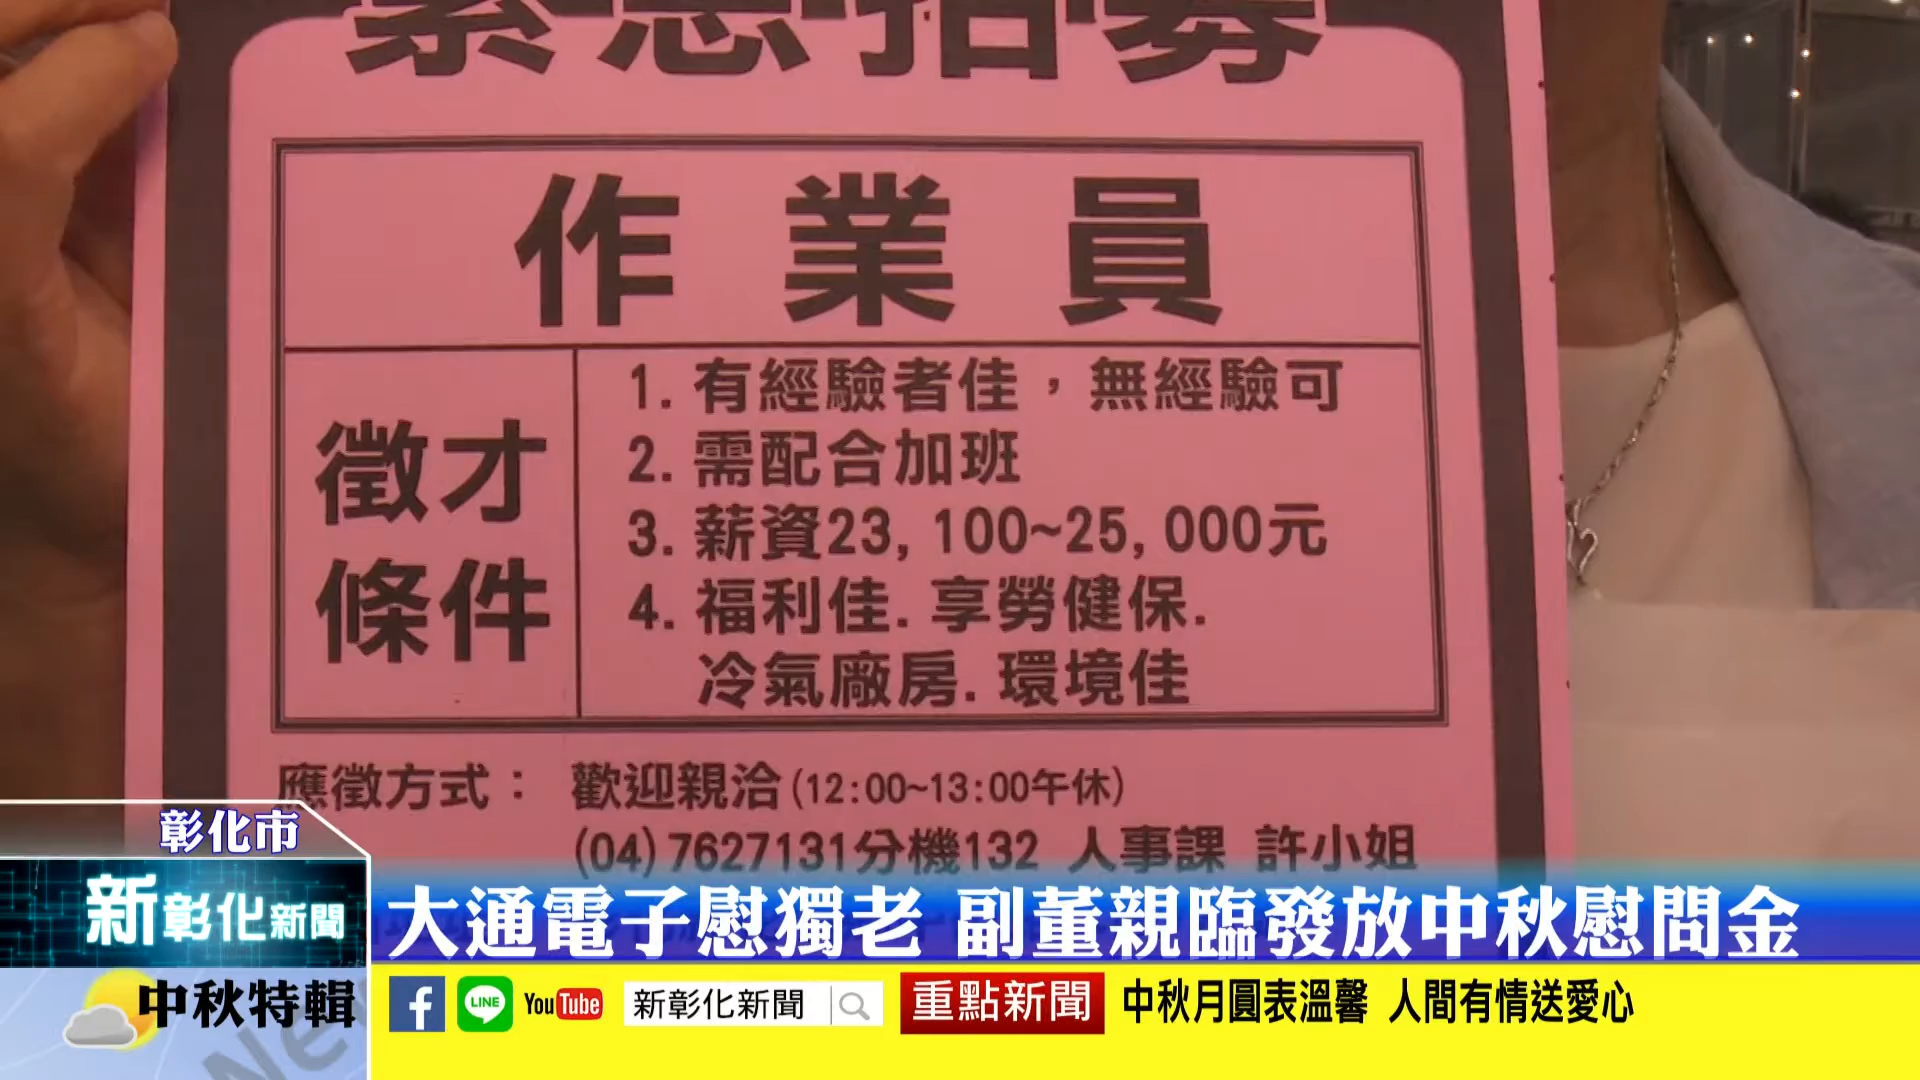 緊急招募
作業員
徵才條件
1. 有經驗者佳，無經驗可
2. 需配合加班
3. 薪資23,100~25,000元
4. 福利佳.享勞健保.
冷氣廠房.環境佳
應徵方式： 歡迎親洽(12:00~13:00午休)
(04)7627131分機132 人事課 許小姐
彰化市
新彰化新聞
大通電子慰獨老 副董親臨發放中秋慰問金
中秋特輯
f LINE YouTube 新彰化新聞 重點新聞 中秋月圓表溫馨 人間有情送愛心
Ne